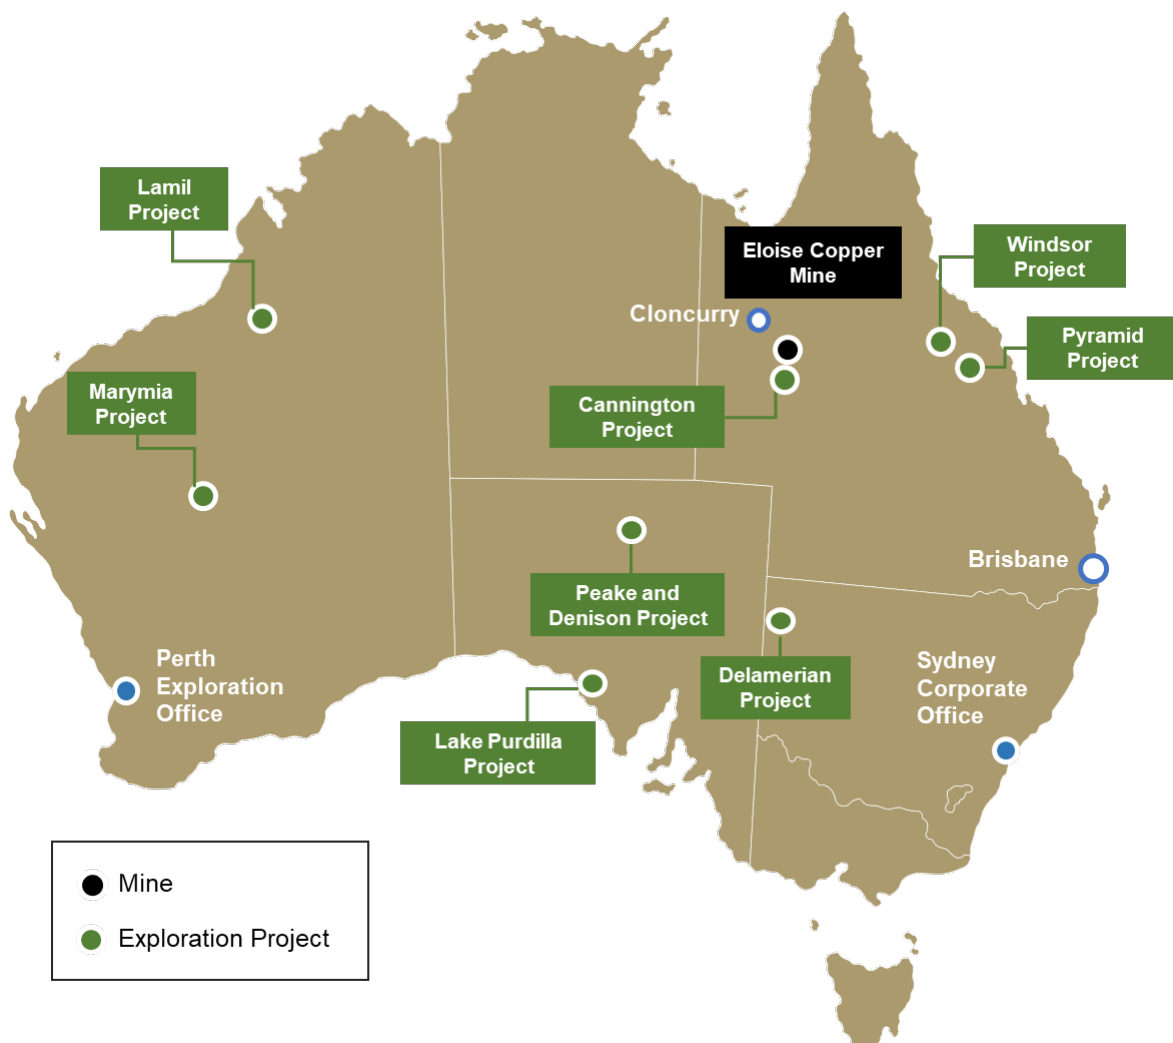 Lamil
Project
Eloise Copper
Mine
Windsor
Project
Cloncurry
Pyramid
Project
Marymia
Project
Cannington
Project
Brisbane
Peake and
Denison Project
Perth
Exploration
Office
Delamerian
Project
Sydney
Corporate
Office
Lake Purdilla
Project
Mine
Exploration Project